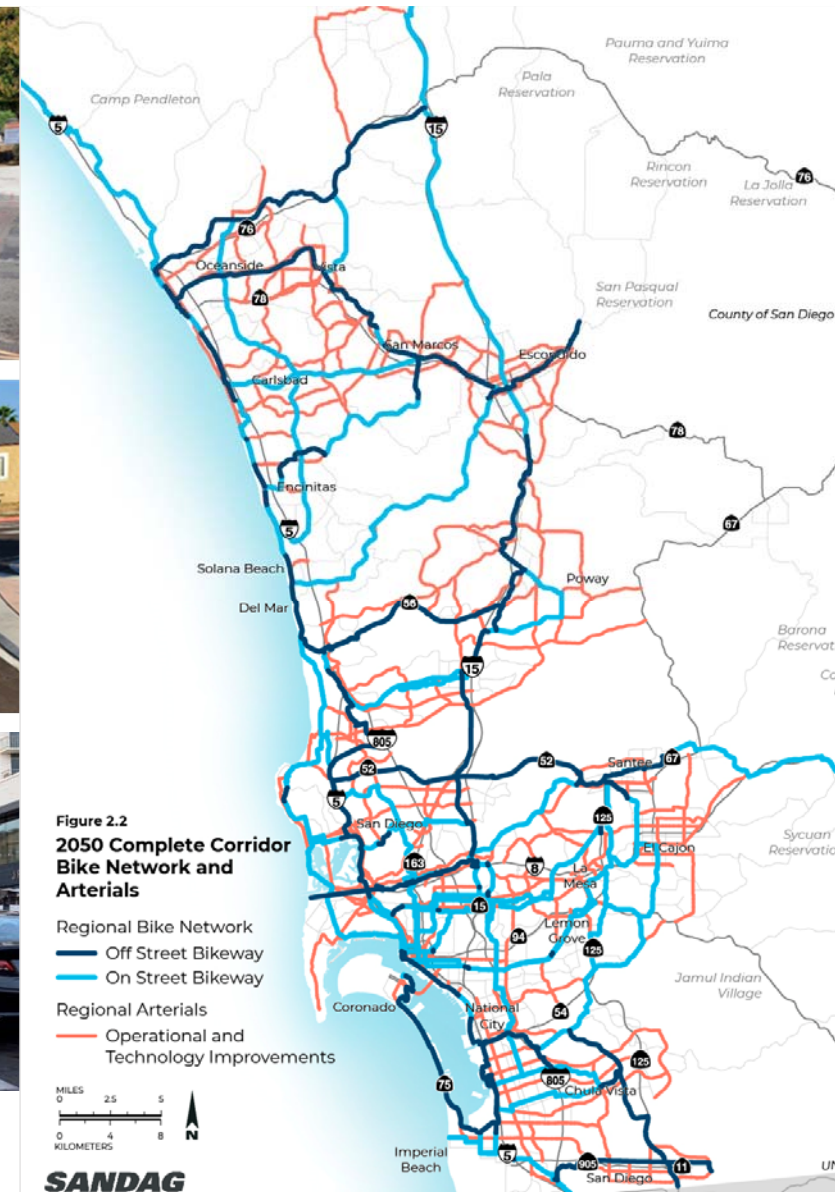 Pauma and Yuima
Reservation
Pala
Reservation
Camp Pendleton
5
15
Rincon
Reservation
La Jolla
Reservation
76
76
Oceanside
Vista
78
San Pasqual
Reservation
County of San Diego
San Marcos
Escondido
Carlsbad
78
Encinitas
67
5
Solana Beach
Poway
Del Mar
56
Barona
Reservat
Ca
15
805
52
52
Santee
67
5
125
San Diego
El Cajon
Sycuan
Reservatio
163
8
La
Mesa
15
Lemon
Grove
94
125
Jamul Indian
Village
Coronado
National
City
54
125
75
805
Chula Vista
Imperial
Beach
5
905
San Diego
11
UN
Figure 2.2
2050 Complete Corridor
Bike Network and
Arterials
Regional Bike Network
Off Street Bikeway
On Street Bikeway
Regional Arterials
Operational and
Technology Improvements
MILES
0 2.5 5
0 4 8
KILOMETERS
N
SANDAG